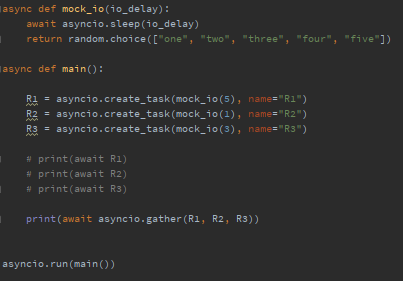 async def mock_io(io_delay):
    await asyncio.sleep(io_delay)
    return random.choice(["one", "two", "three", "four", "five"])
async def main():
    R1 = asyncio.create_task(mock_io(5), name="R1")
    R2 = asyncio.create_task(mock_io(1), name="R2")
    R3 = asyncio.create_task(mock_io(3), name="R3")
    # print(await R1)
    # print(await R2)
    # print(await R3)
    print(await asyncio.gather(R1, R2, R3))
asyncio.run(main())